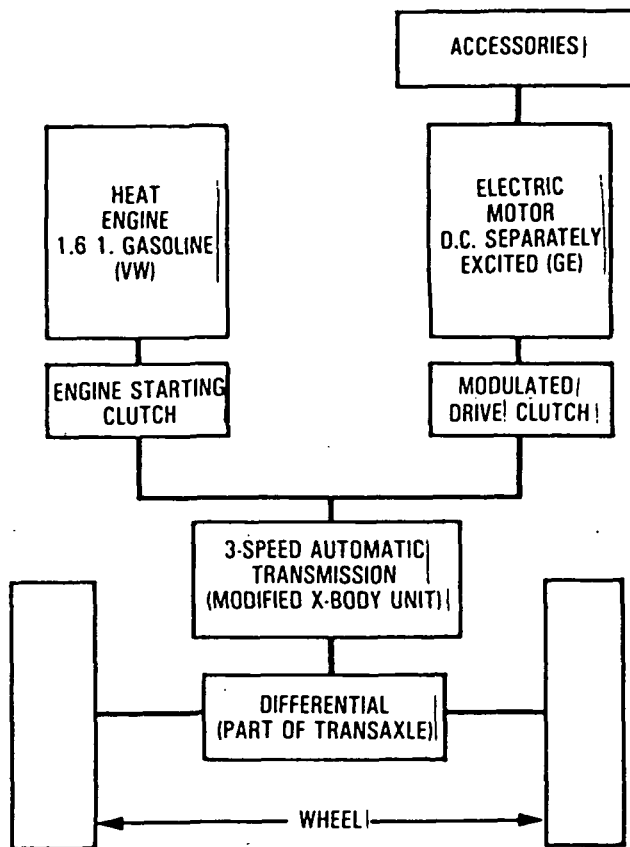 ACCESSORIES
HEAT
ENGINE
1.6 1. GASOLINE
(VW)
ELECTRIC
MOTOR
D.C. SEPARATELY
EXCITED (GE)
ENGINE STARTING
CLUTCH
MODULATED/
DRIVE CLUTCH
3-SPEED AUTOMATIC
TRANSMISSION
(MODIFIED X-BODY UNIT)
DIFFERENTIAL
(PART OF TRANSAXLE)
WHEEL